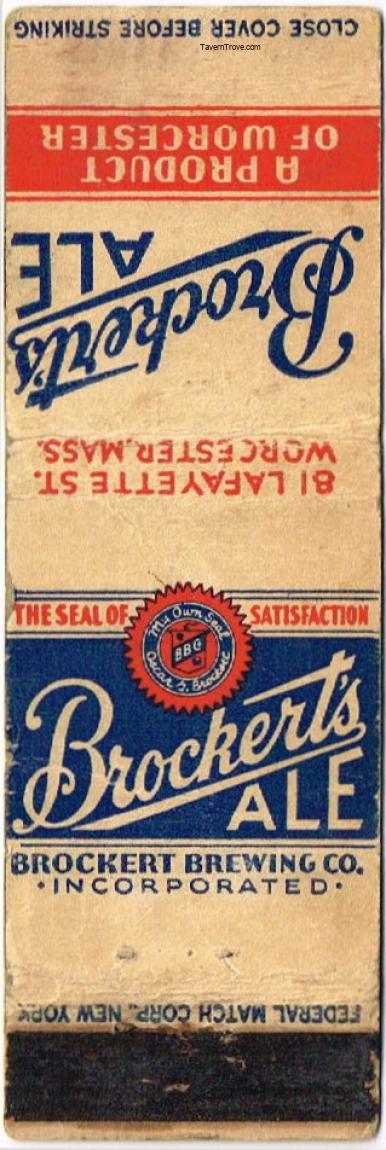 CLOSE COVER BEFORE STRIKING
TavernTrove.com
A PRODUCT
OF WORCESTER
Brockert's
ALE
81 LAFAYETTE ST.
WORCESTER, MASS.
THE SEAL OF
My Own Seal
BBC
Oscar S. Brockert
SATISFACTION
Brockert's
ALE
BROCKERT BREWING CO.
·INCORPORATED·
FEDERAL MATCH CORP., NEW YORK